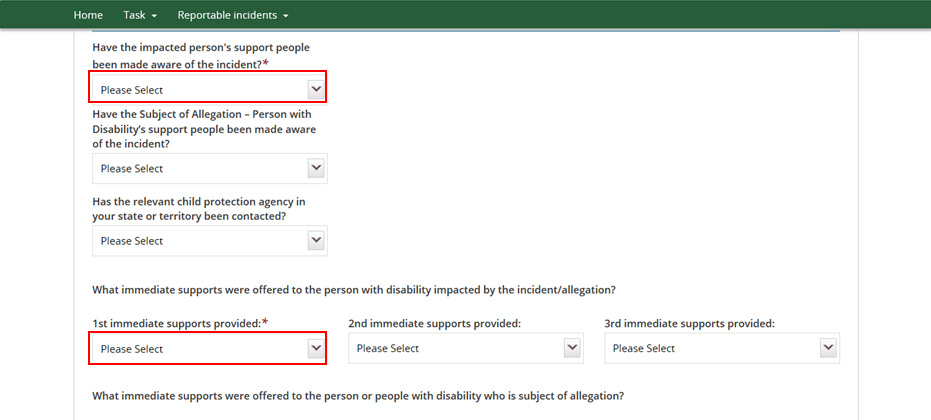 Home Task Reportable incidents
Have the impacted person's support people
been made aware of the incident?*
Please Select
Have the Subject of Allegation – Person with
Disability's support people been made aware
of the incident?
Please Select
Has the relevant child protection agency in
your state or territory been contacted?
Please Select
What immediate supports were offered to the person with disability impacted by the incident/allegation?
1st immediate supports provided:* 2nd immediate supports provided: 3rd immediate supports provided:
Please Select Please Select Please Select
What immediate supports were offered to the person or people with disability who is subject of allegation?